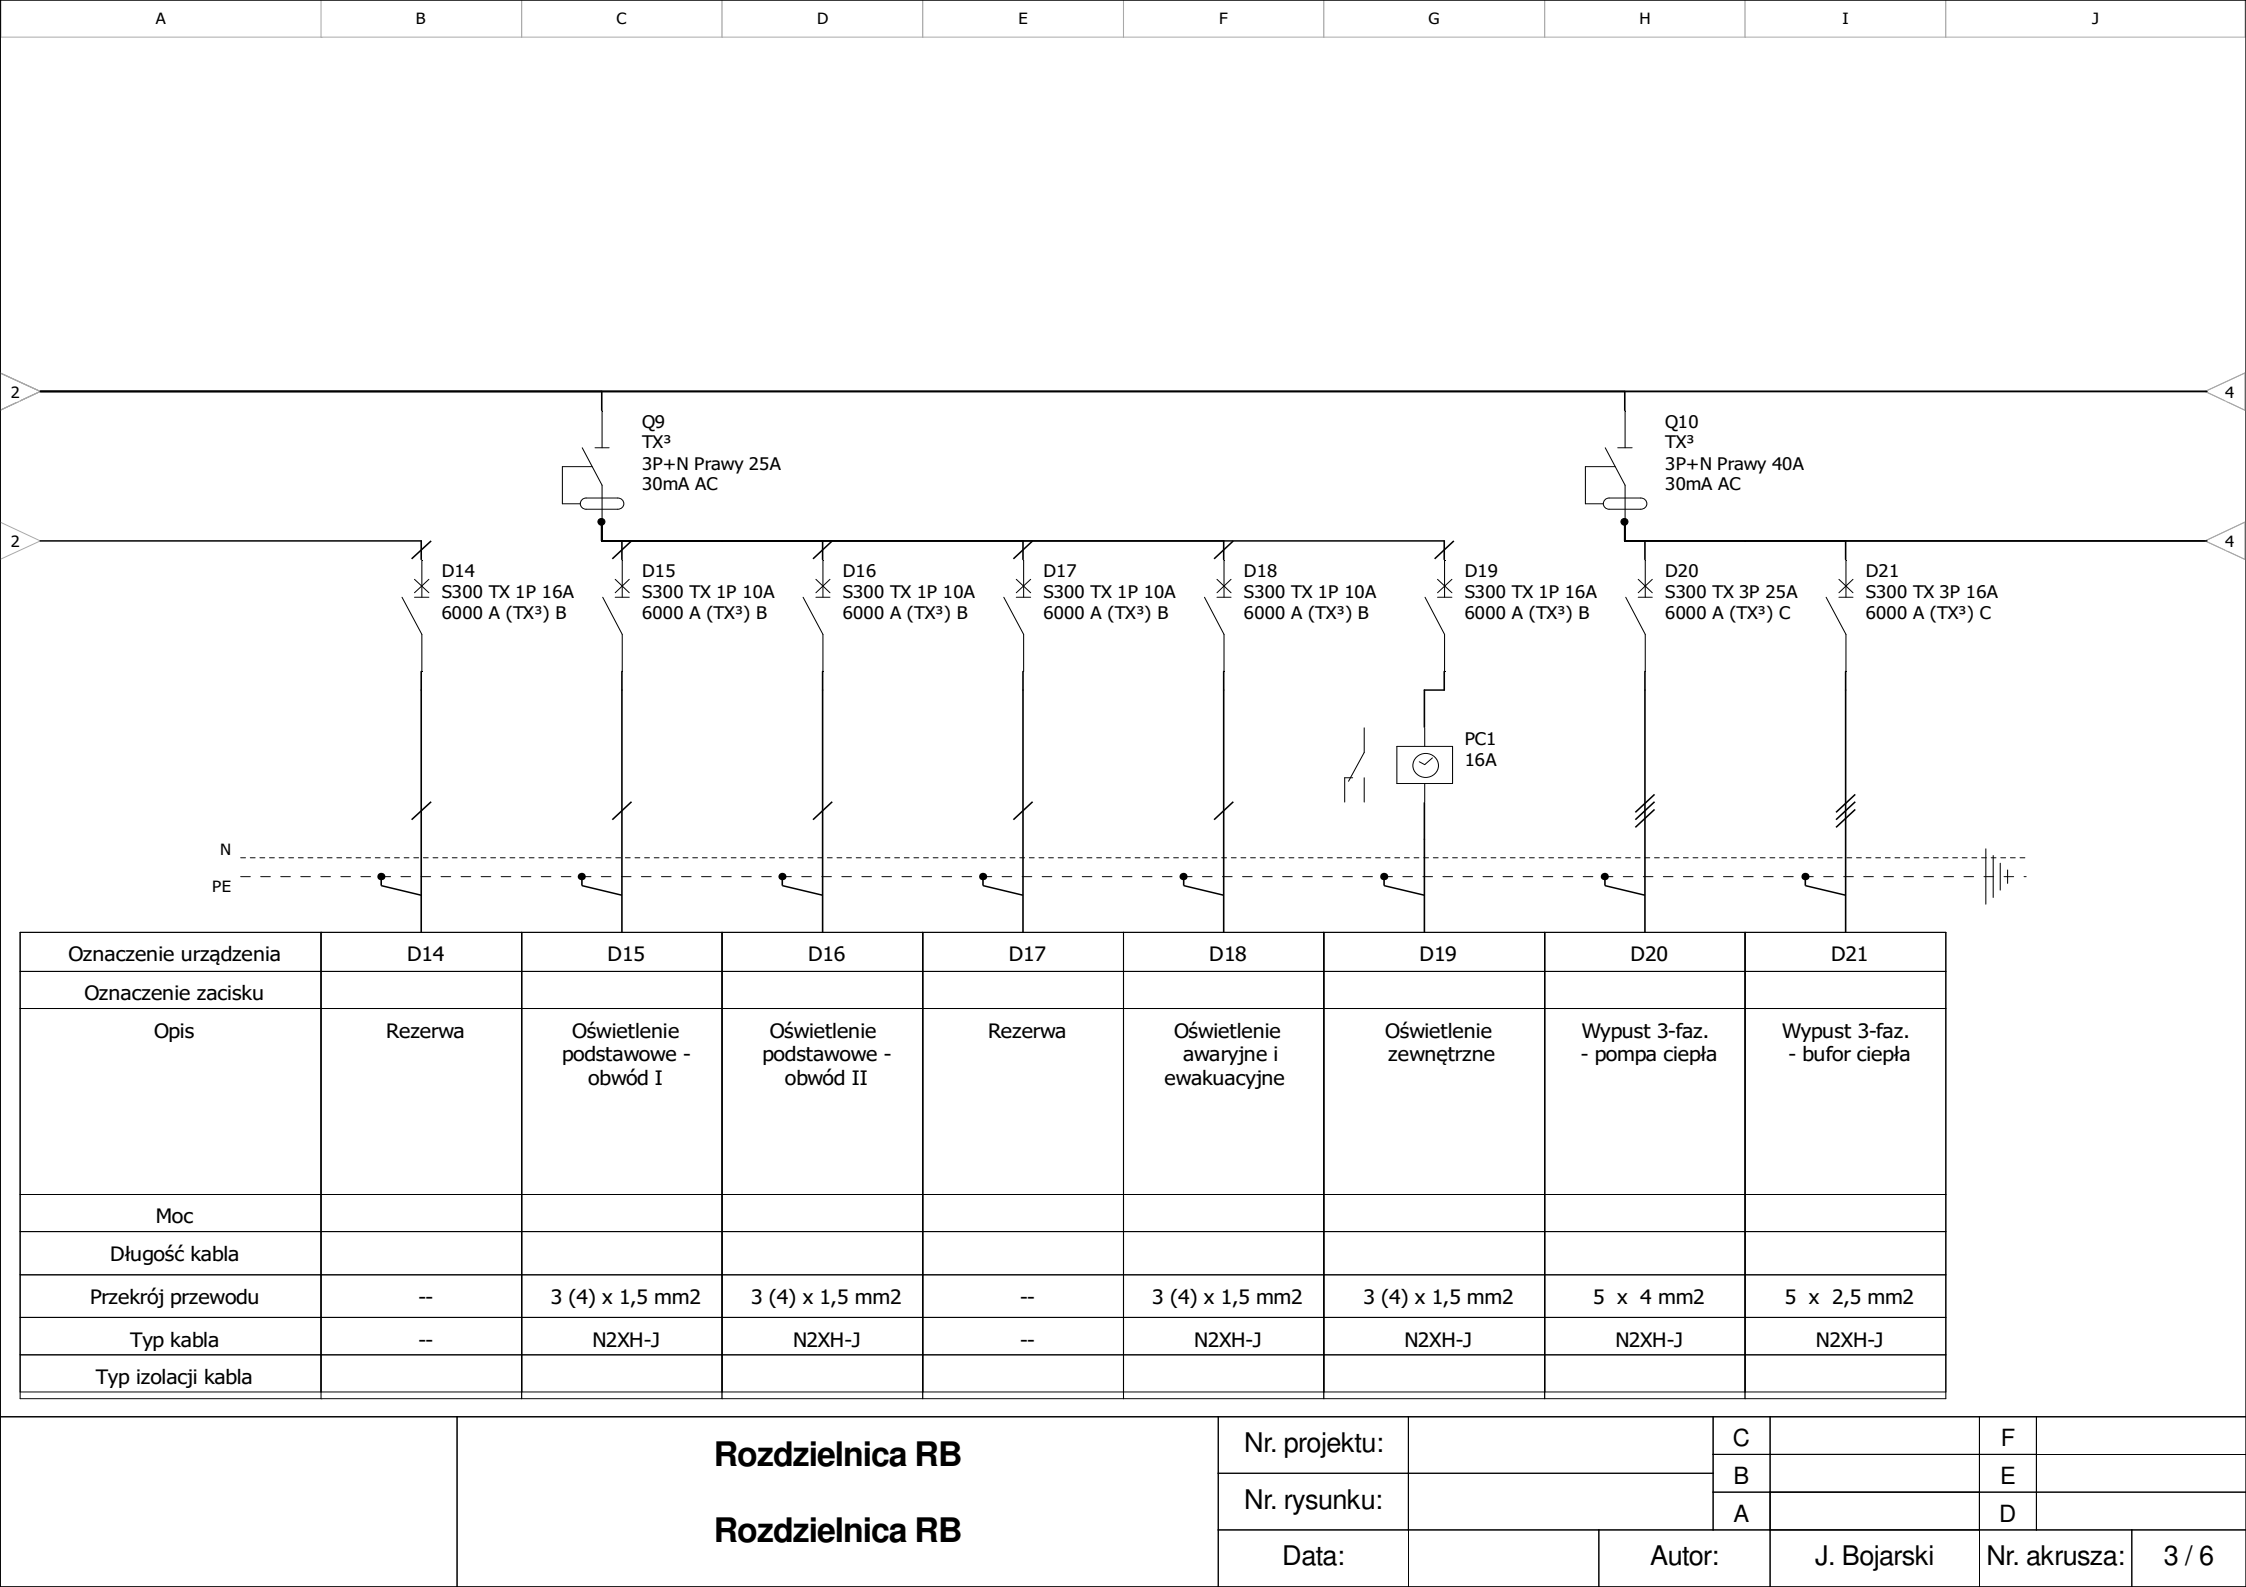 A B C D E F G H I J
2 4
Q9
TX³
3P+N Prawy 25A
30mA AC
Q10
TX³
3P+N Prawy 40A
30mA AC
2 4
D14
S300 TX 1P 16A
6000 A (TX³) B
D15
S300 TX 1P 10A
6000 A (TX³) B
D16
S300 TX 1P 10A
6000 A (TX³) B
D17
S300 TX 1P 10A
6000 A (TX³) B
D18
S300 TX 1P 10A
6000 A (TX³) B
D19
S300 TX 1P 16A
6000 A (TX³) B
D20
S300 TX 3P 25A
6000 A (TX³) C
D21
S300 TX 3P 16A
6000 A (TX³) C
PC1
16A
N
PE
Oznaczenie urządzenia D14 D15 D16 D17 D18 D19 D20 D21
Oznaczenie zacisku
Opis
Rezerwa
Oświetlenie
podstawowe -
obwód I
Oświetlenie
podstawowe -
obwód II
Rezerwa
Oświetlenie
awaryjne i
ewakuacyjne
Oświetlenie
zewnętrzne
Wypust 3-faz.
- pompa ciepła
Wypust 3-faz.
- bufor ciepła
Moc
Długość kabla
Przekrój przewodu -- 3 (4) x 1,5 mm2 3 (4) x 1,5 mm2 -- 3 (4) x 1,5 mm2 3 (4) x 1,5 mm2 5 x 4 mm2 5 x 2,5 mm2
Typ kabla -- N2XH-J N2XH-J -- N2XH-J N2XH-J N2XH-J N2XH-J
Typ izolacji kabla
Rozdzielnica RB
Rozdzielnica RB
Nr. projektu:
Nr. rysunku:
C F
B E
A D
Data: Autor: J. Bojarski Nr. akrusza: 3 / 6